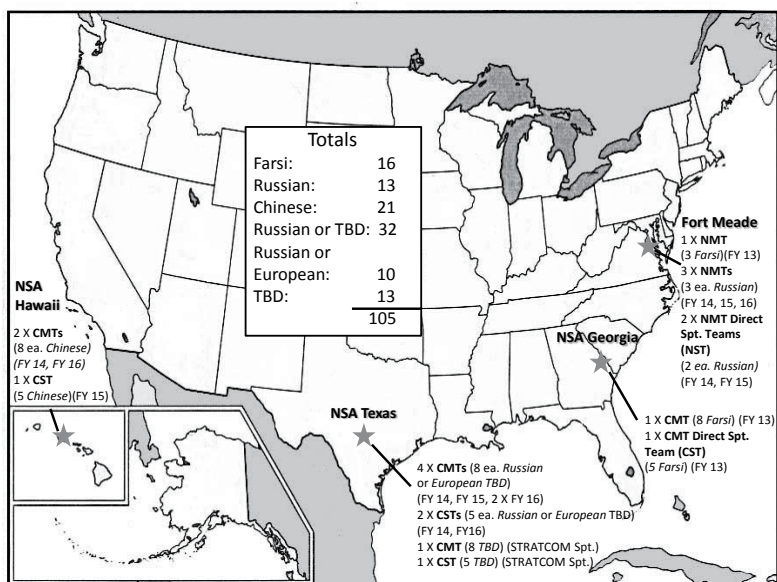 Totals
Farsi: 16
Russian: 13
Chinese: 21
Russian or TBD: 32
Russian or
European: 10
TBD: 13
105
NSA
Hawaii
2 X CMTs
(8 ea. Chinese)
(FY 14, FY 16)
1 X CST
(5 Chinese)(FY 15)
Fort Meade
1 X NMT
(3 Farsi)(FY 13)
3 X NMTs
(3 ea. Russian)
(FY 14, 15, 16)
2 X NMT Direct
Spt. Teams
(NST)
(2 ea. Russian)
(FY 14, FY 15)
NSA Georgia
1 X CMT (8 Farsi) (FY 13)
1 X CMT Direct Spt.
Team (CST)
(5 Farsi) (FY 13)
NSA Texas
4 X CMTs (8 ea. Russian
or European TBD)
(FY 14, FY 15, 2 X FY 16)
2 X CSTs (5 ea. Russian or European TBD)
(FY 14, FY16)
1 X CMT (8 TBD) (STRATCOM Spt.)
1 X CST (5 TBD) (STRATCOM Spt.)